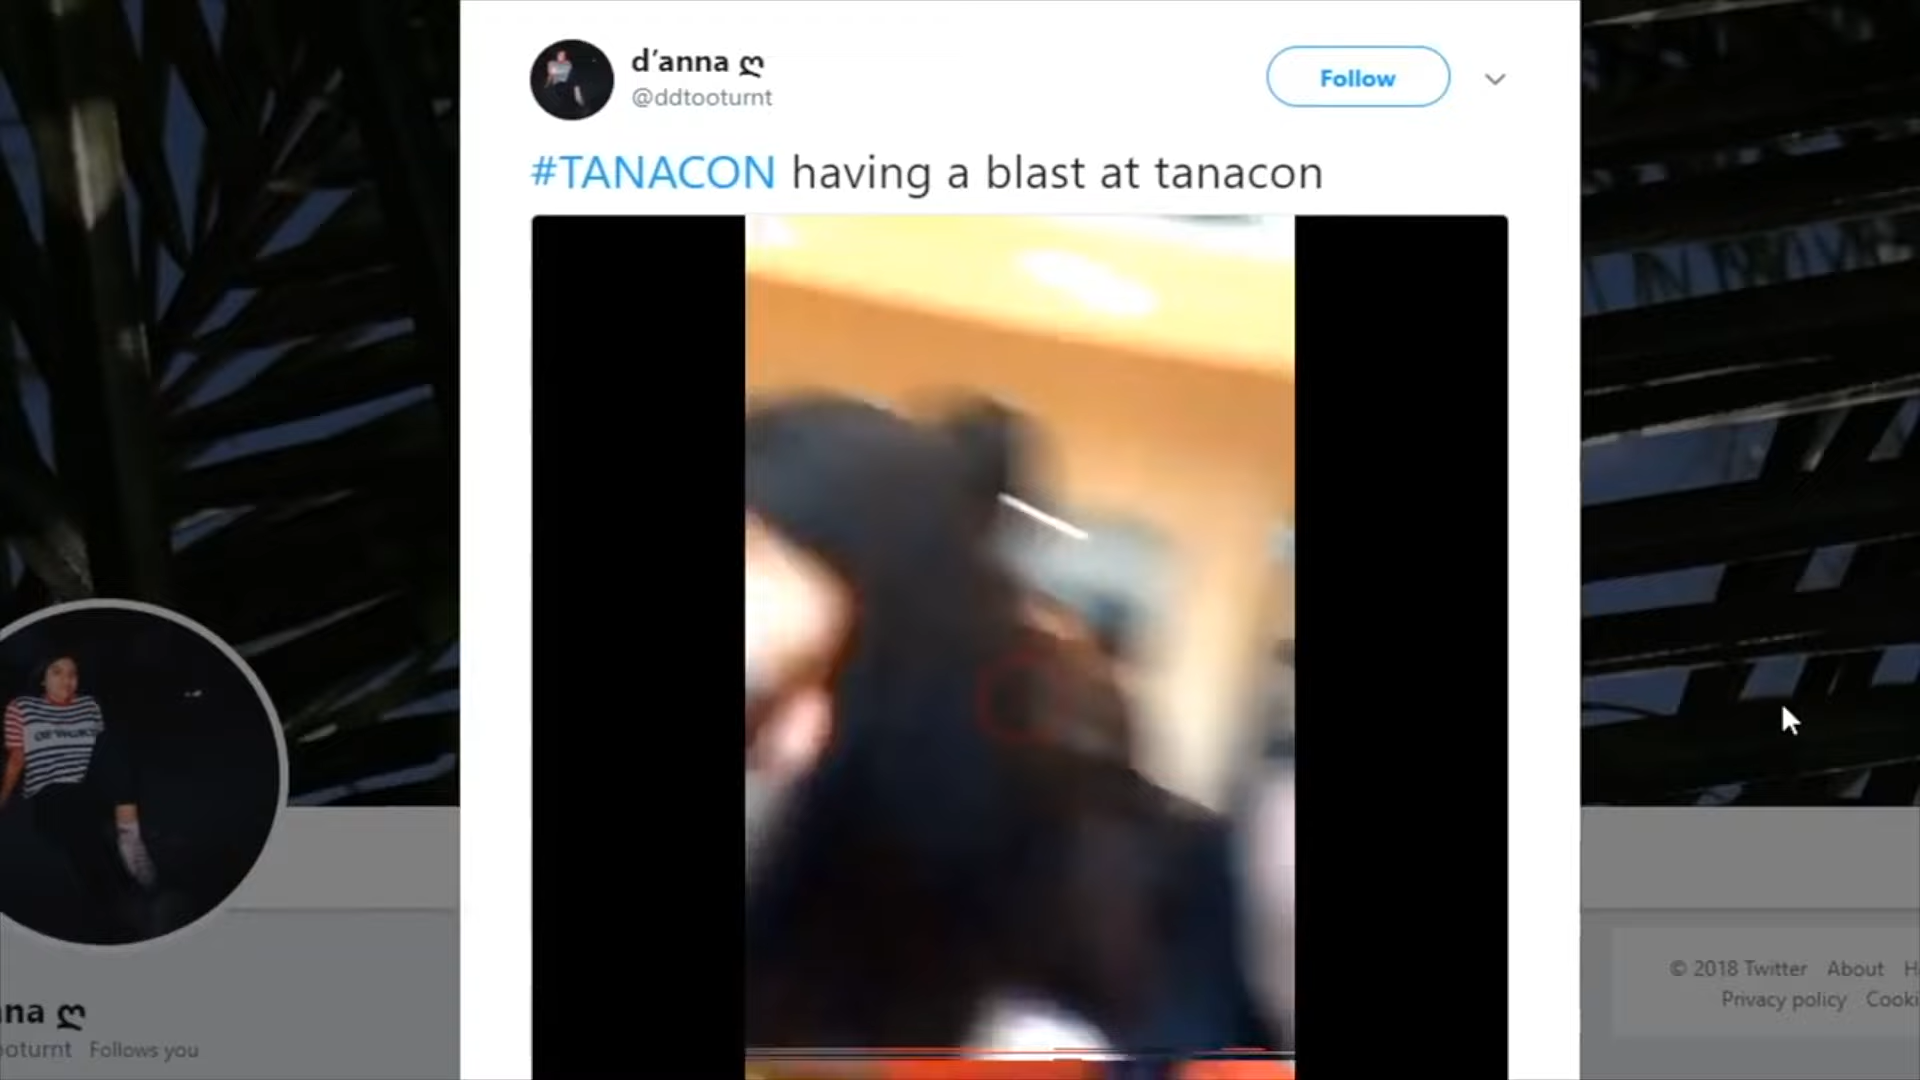 d’anna ღ
@ddtooturnt
Follow
#TANACON having a blast at tanacon
na ღ
oturnt Follows you
© 2018 Twitter About H
Privacy policy Cooki